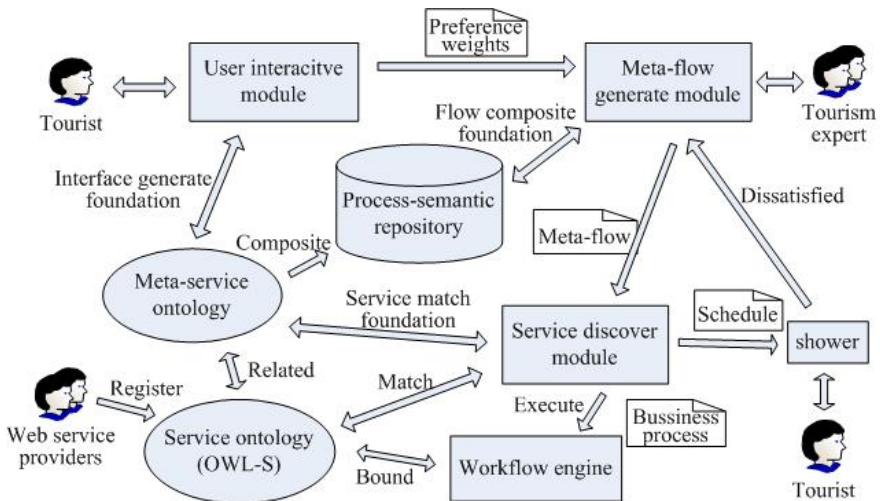 Preference
weights
User interacitve
module
Meta-flow
generate module
Tourist
Tourism
expert
Flow composite
foundation
Interface generate
foundation
Process-semantic
repository
Dissatisfied
Meta-flow
Composite
Meta-service
ontology
Service match
foundation
Service discover
module
Schedule
shower
Related
Match
Register
Web service
providers
Service ontology
(OWL-S)
Execute
Bussiness
process
Bound
Workflow engine
Tourist